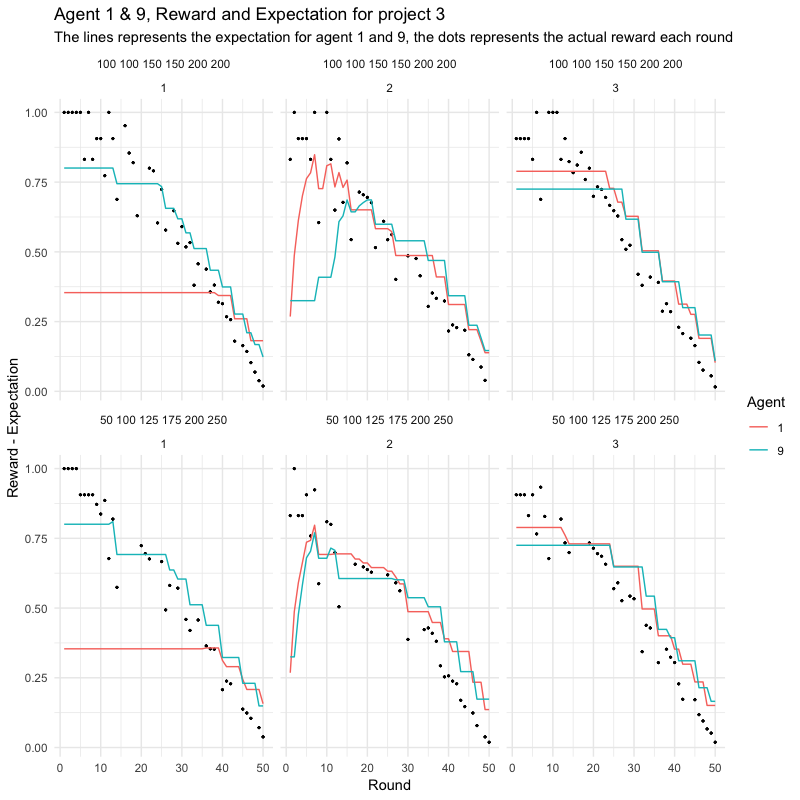 Agent 1 & 9, Reward and Expectation for project 3
The lines represents the expectation for agent 1 and 9, the dots represents the actual reward each round
100 100 150 150 200 200 100 100 150 150 200 200 100 100 150 150 200 200
1 2 3
1.00
0.75
0.50
0.25
0.00
50 100 125 175 200 250 50 100 125 175 200 250 50 100 125 175 200 250
1 2 3
1.00
0.75
0.50
0.25
0.00
0 10 20 30 40 50 0 10 20 30 40 50 0 10 20 30 40 50
Round
Reward - Expectation
Agent
1
9